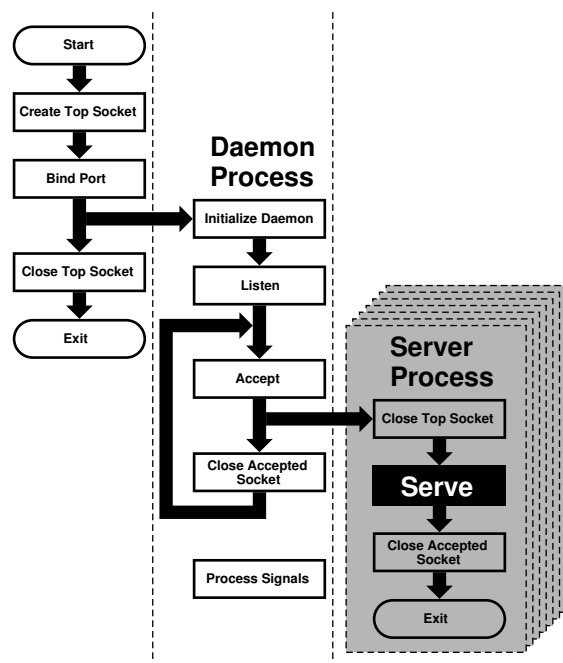 Start
Create Top Socket
Bind Port
Close Top Socket
Exit
Daemon
Process
Initialize Daemon
Listen
Accept
Close Accepted
Socket
Process Signals
Server
Process
Close Top Socket
Serve
Close Accepted
Socket
Exit